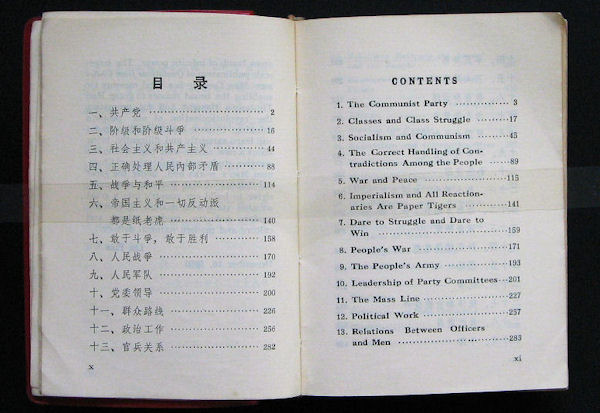 目录
一、共产党 ·················· 2
二、阶级和阶级斗争 ·················· 16
三、社会主义和共产主义 ·················· 44
四、正确处理人民内部矛盾 ·················· 88
五、战争与和平 ·················· 114
六、帝国主义和一切反动派
都是纸老虎 ·················· 140
七、敢于斗争，敢于胜利 ·················· 158
八、人民战争 ·················· 170
九、人民军队 ·················· 192
十、党委领导 ·················· 200
十一、群众路线 ·················· 226
十二、政治工作 ·················· 256
十三、官兵关系 ·················· 282
x
CONTENTS
1. The Communist Party ·················· 3
2. Classes and Class Struggle ·················· 17
3. Socialism and Communism ·················· 45
4. The Correct Handling of Con-
tradictions Among the People ·················· 89
5. War and Peace ·················· 115
6. Imperialism and All Reaction-
aries Are Paper Tigers ·················· 141
7. Dare to Struggle and Dare to
Win ·················· 159
8. People's War ·················· 171
9. The People's Army ·················· 193
10. Leadership of Party Committees ···201
11. The Mass Line ·················· 227
12. Political Work ·················· 257
13. Relations Between Officers
and Men ·················· 283
xi